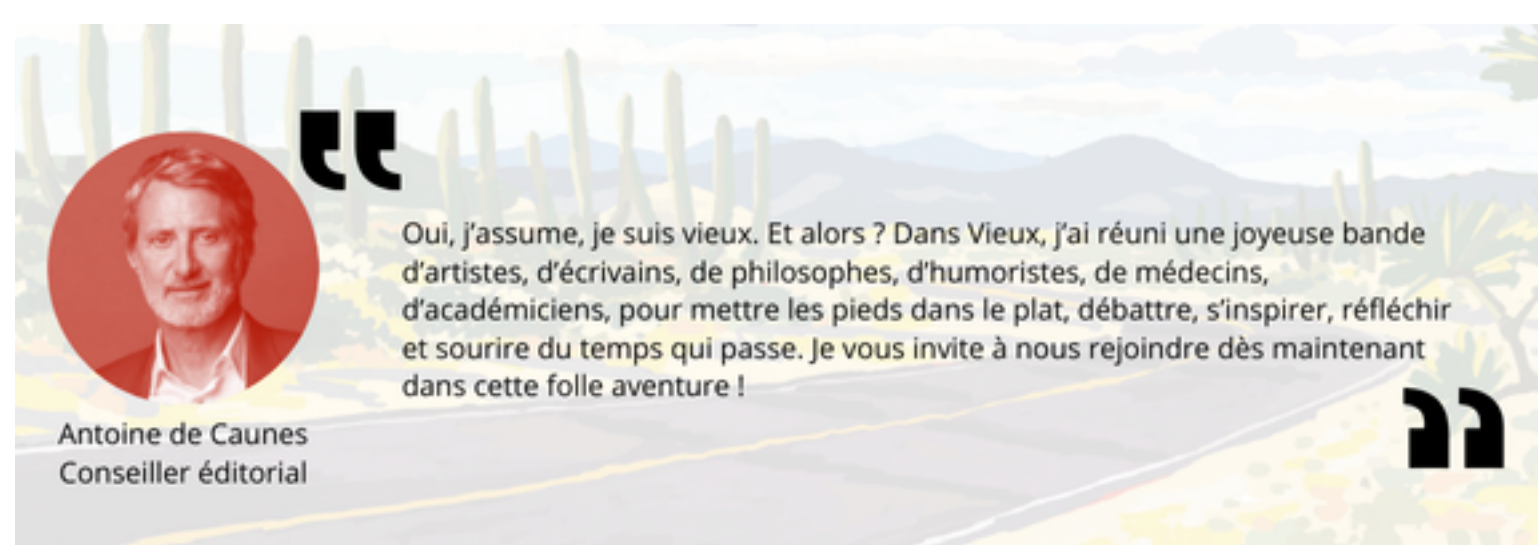 “
Oui, j’assume, je suis vieux. Et alors ? Dans Vieux, j’ai réuni une joyeuse bande
d’artistes, d’écrivains, de philosophes, d’humoristes, de médecins,
d’académiciens, pour mettre les pieds dans le plat, débattre, s’inspirer, réfléchir
et sourire du temps qui passe. Je vous invite à nous rejoindre dès maintenant
dans cette folle aventure !
”
Antoine de Caunes
Conseiller éditorial